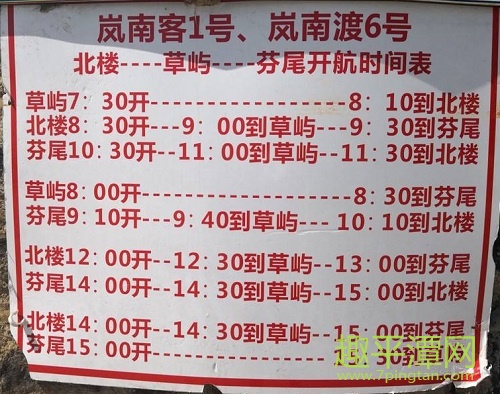 岚南客1号、岚南渡6号
北楼----草屿----芬尾开航时间表
草屿7：30开-----------------8：10到北楼
北楼8：30开---9：00到草屿---9：30到芬尾
芬尾10：30开--11：00到草屿--11：30到北楼
草屿8：00开-----------------8：30到芬尾
芬尾9：10开---9：40到草屿---10：10到北楼
北楼12：00开--12：30到草屿--13：00到芬尾
芬尾14：00开--14：30到草屿--15：00到北楼
北楼14：00开--14：30到草屿--15：00到芬尾
芬尾15：00开----------------15：30到草屿
趣平潭网
www.7pingtan.com